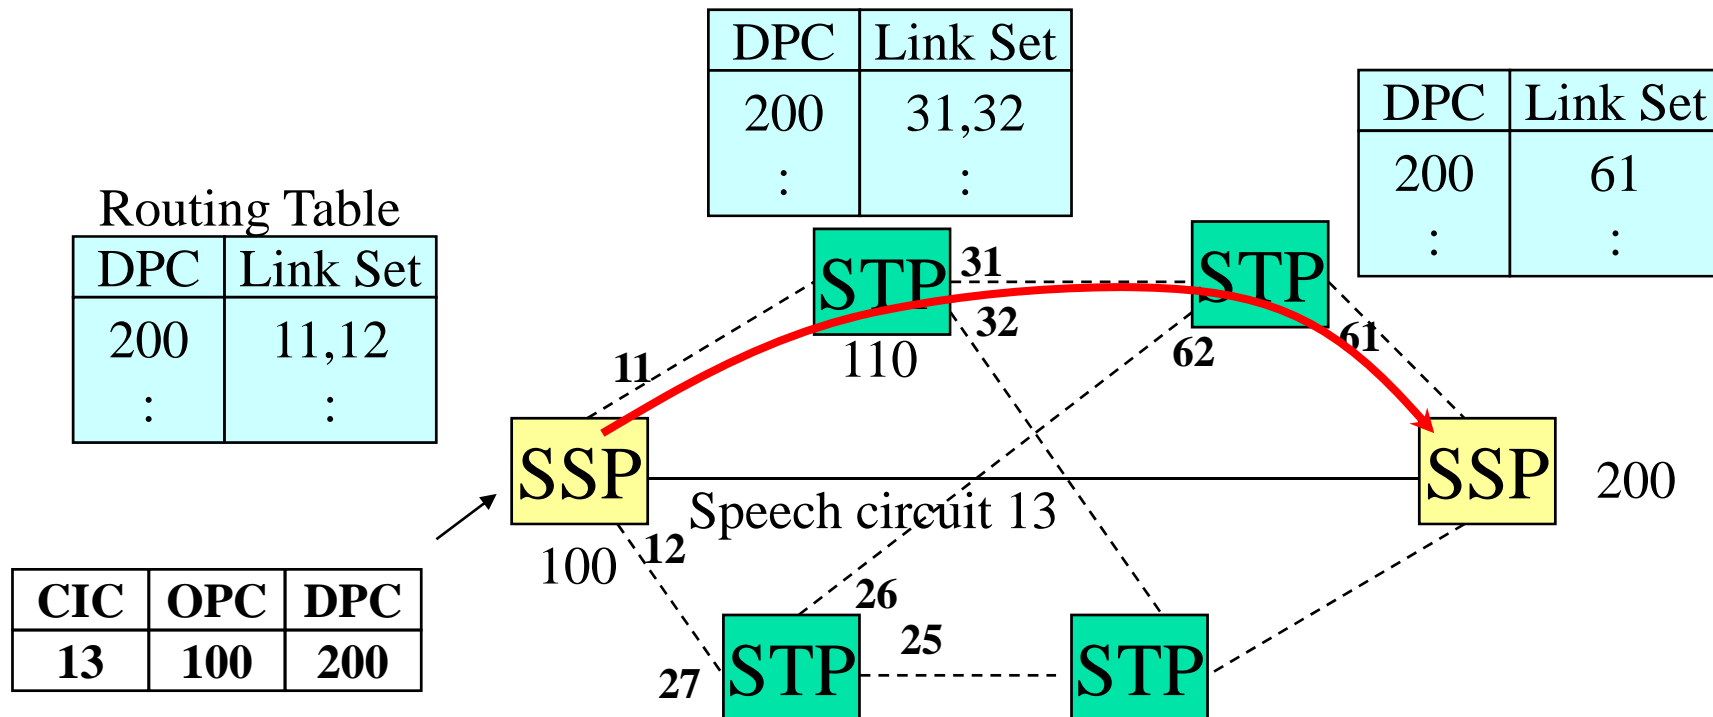 DPC Link Set
200 31,32
: :
DPC Link Set
200 61
: :
Routing Table
DPC Link Set
200 11,12
: :
STP 31 STP
32
110
62
61
11
SSP
SSP
200
Speech circuit 13
100
12
CIC OPC DPC
13 100 200
26
25
27
STP
STP